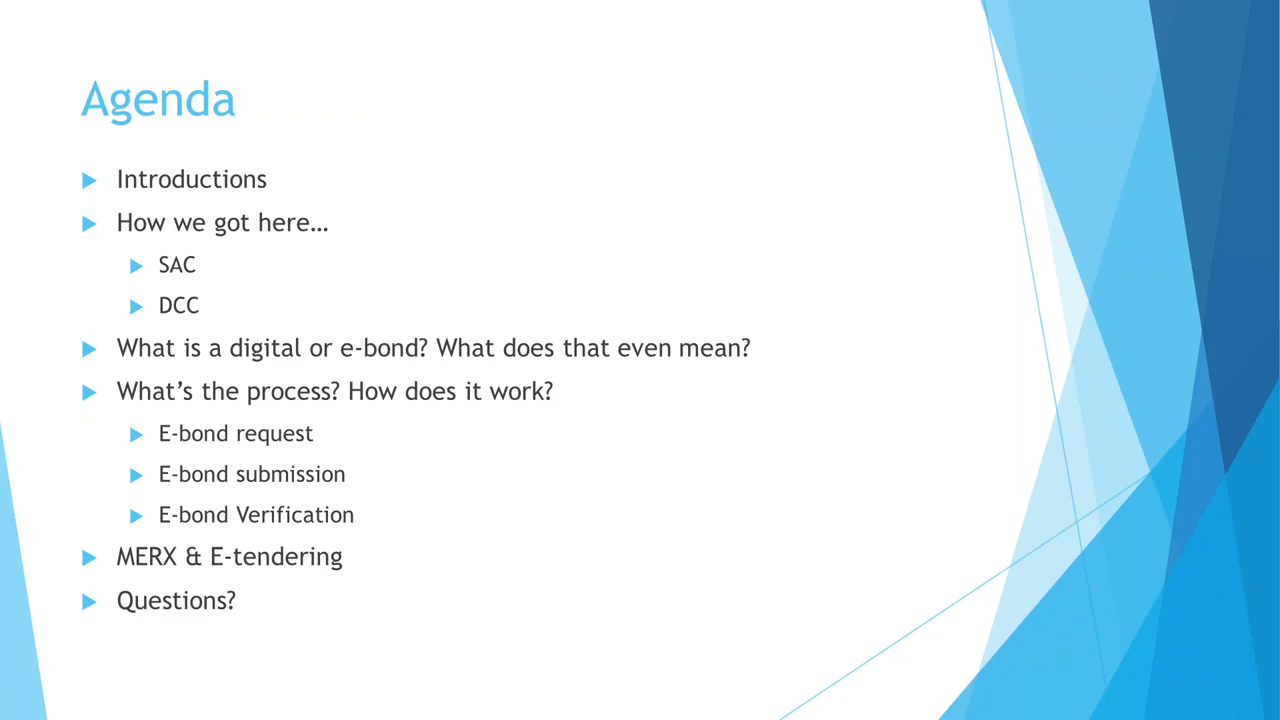 Agenda
Introductions
How we got here…
SAC
DCC
What is a digital or e-bond? What does that even mean?
What’s the process? How does it work?
E-bond request
E-bond submission
E-bond Verification
MERX & E-tendering
Questions?